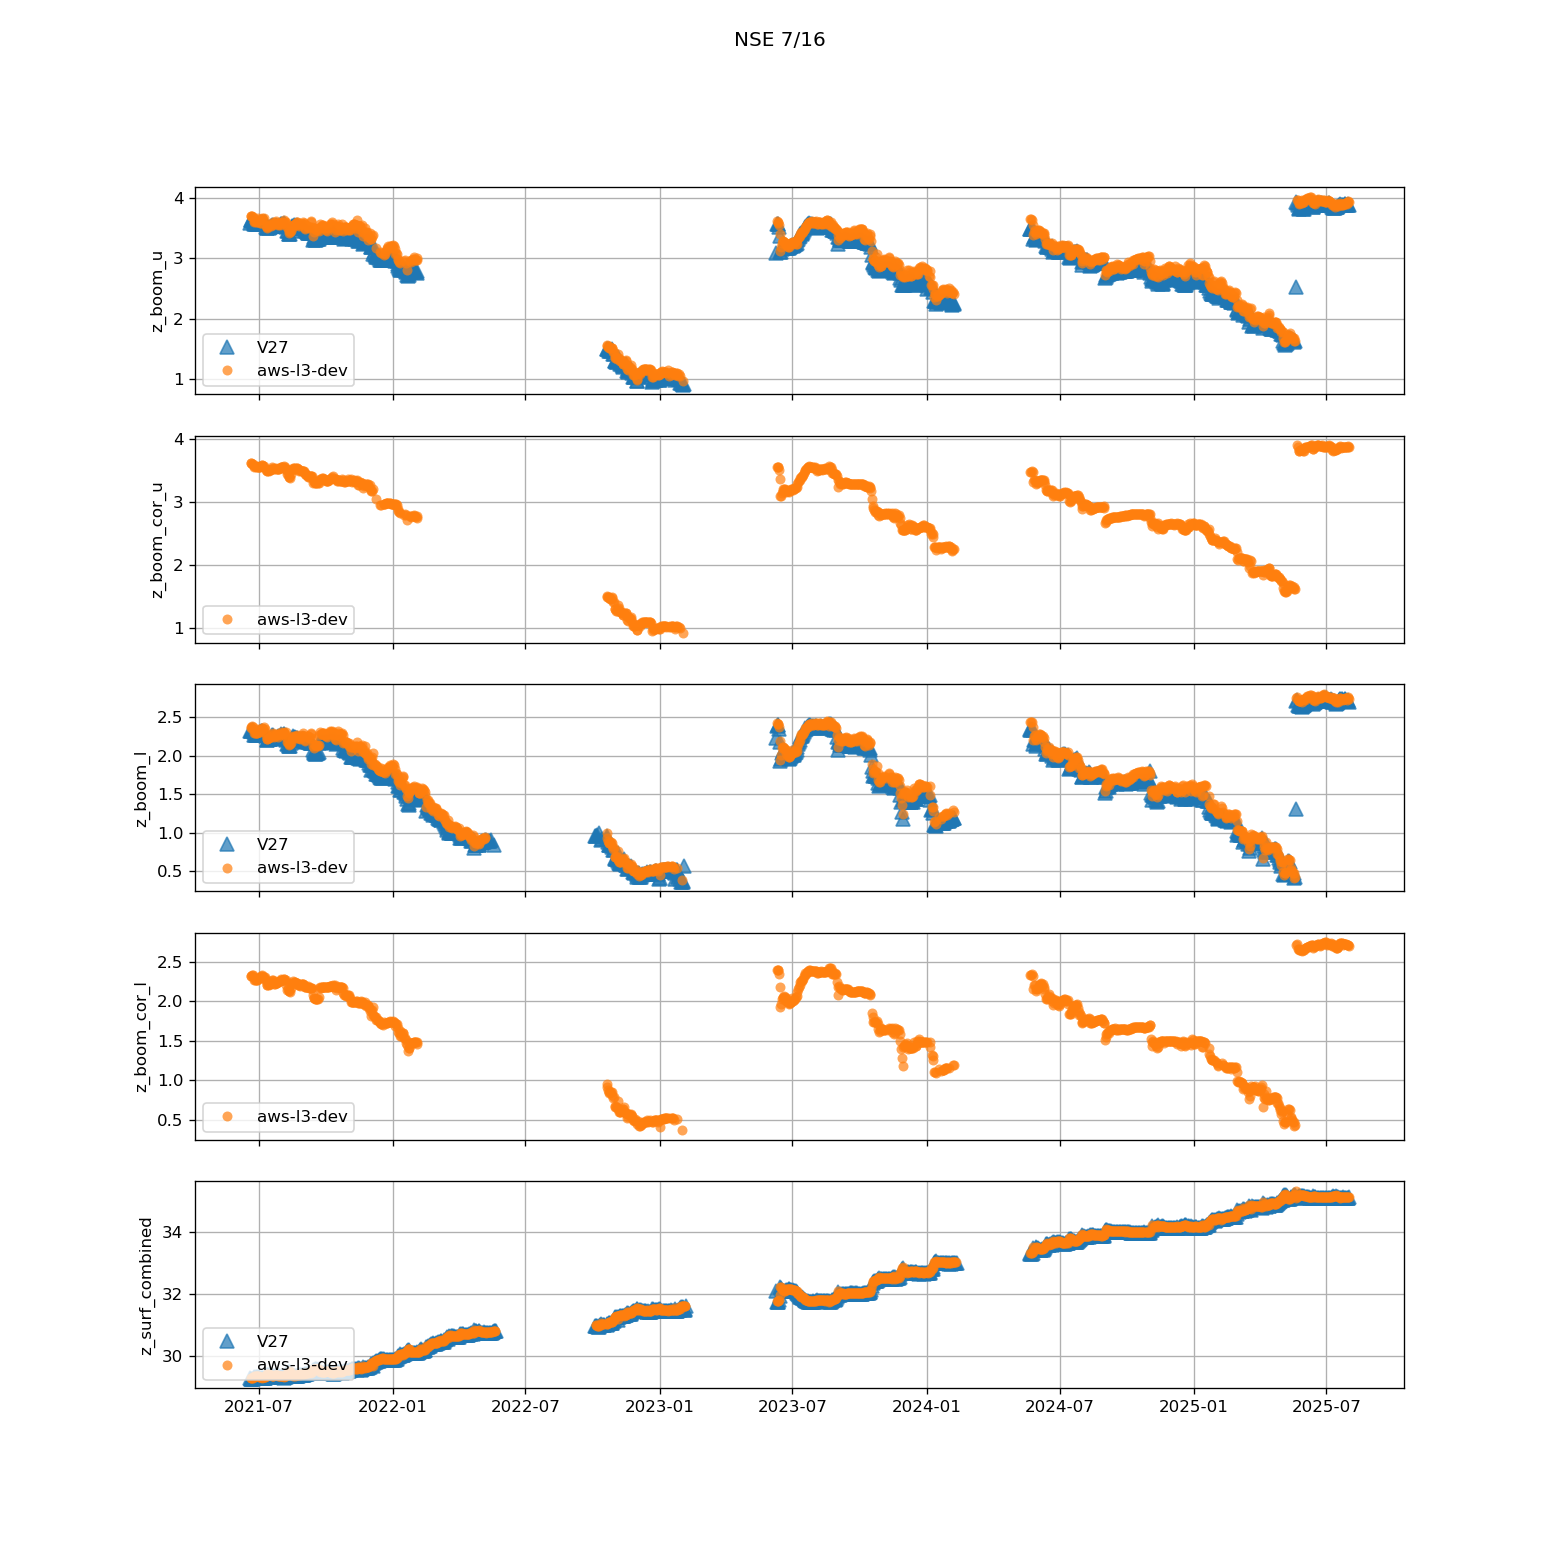 NSE 7/16
4
3
2
1
z_boom_u
V27
aws-l3-dev
4
3
2
1
z_boom_cor_u
aws-l3-dev
2.5
2.0
1.5
1.0
0.5
z_boom_l
V27
aws-l3-dev
2.5
2.0
1.5
1.0
0.5
z_boom_cor_l
aws-l3-dev
34
32
30
z_surf_combined
V27
aws-l3-dev
2021-07 2022-01 2022-07 2023-01 2023-07 2024-01 2024-07 2025-01 2025-07